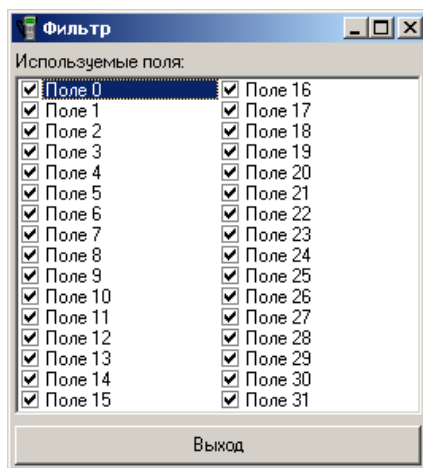 Фильтр
Используемые поля:
Поле 0
Поле 1
Поле 2
Поле 3
Поле 4
Поле 5
Поле 6
Поле 7
Поле 8
Поле 9
Поле 10
Поле 11
Поле 12
Поле 13
Поле 14
Поле 15
Поле 16
Поле 17
Поле 18
Поле 19
Поле 20
Поле 21
Поле 22
Поле 23
Поле 24
Поле 25
Поле 26
Поле 27
Поле 28
Поле 29
Поле 30
Поле 31
Выход